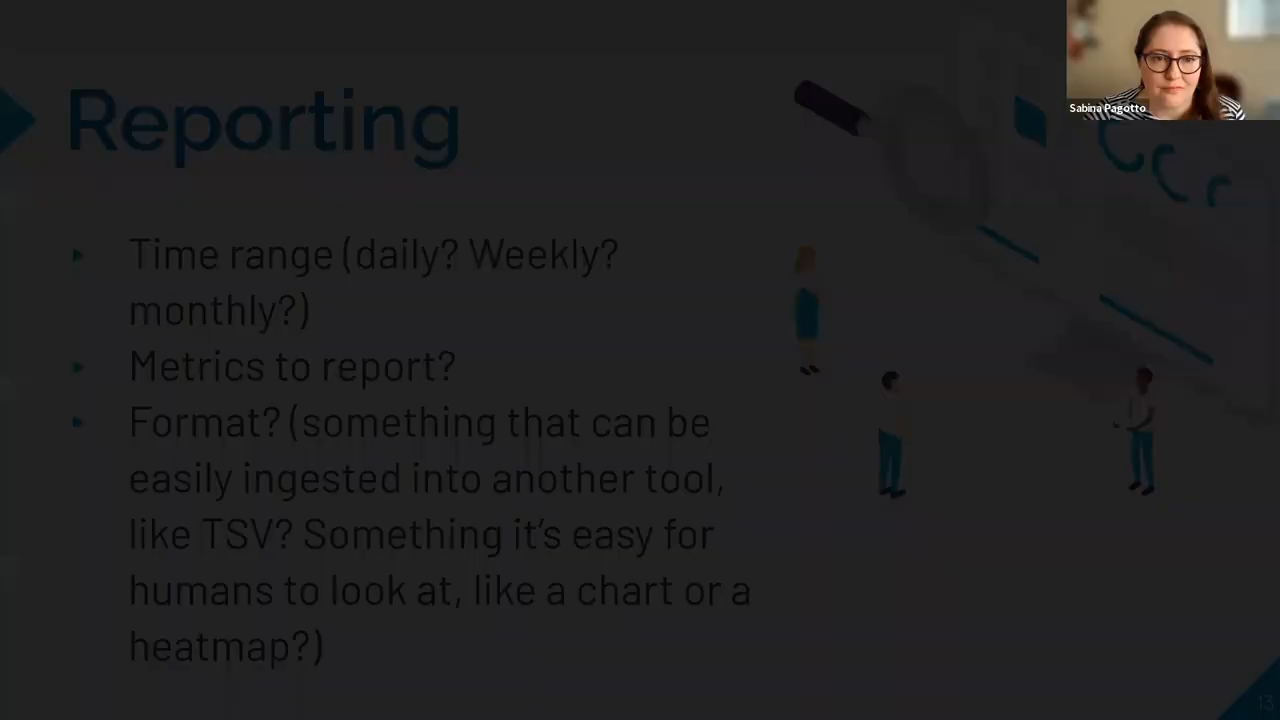 Sabina Pagotto
Reporting
Time range (daily? Weekly?
monthly?)
Metrics to report?
Format? (something that can be
easily ingested into another tool,
like TSV? Something it’s easy for
humans to look at, like a chart or a
heatmap?)
13